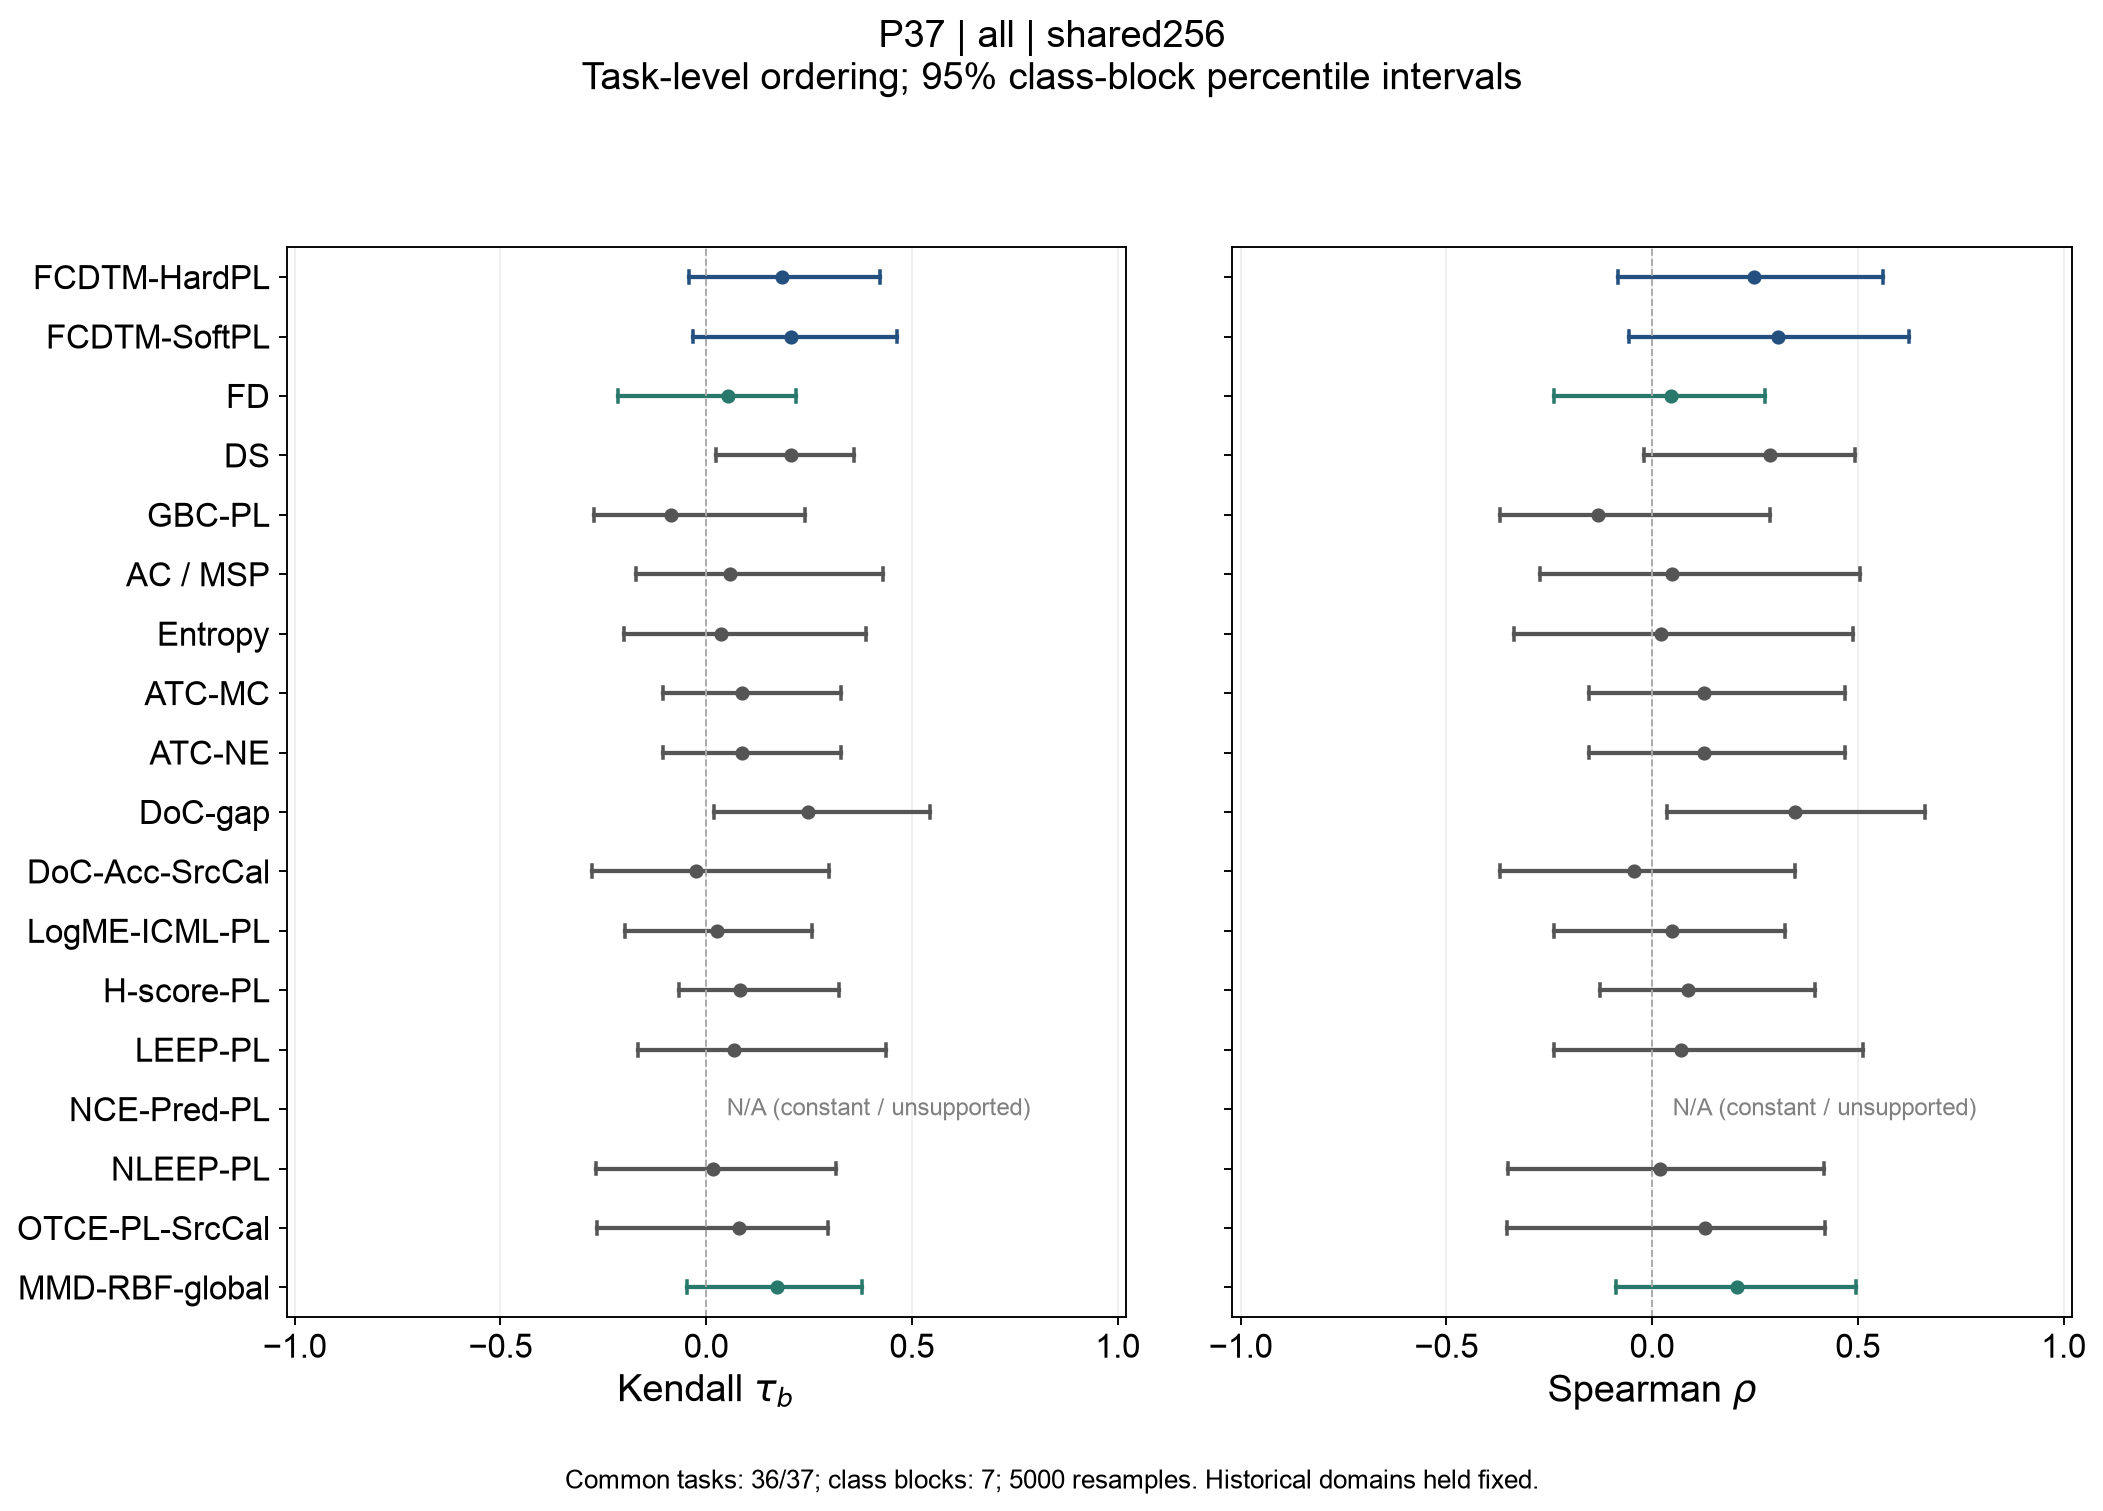 P37 | all | shared256
Task-level ordering; 95% class-block percentile intervals
FCDTM-HardPL
FCDTM-SoftPL
FD
DS
GBC-PL
AC / MSP
Entropy
ATC-MC
ATC-NE
DoC-gap
DoC-Acc-SrcCal
LogME-ICML-PL
H-score-PL
LEEP-PL
NCE-Pred-PL
N/A (constant / unsupported)
N/A (constant / unsupported)
NLEEP-PL
OTCE-PL-SrcCal
MMD-RBF-global
−1.0 −0.5 0.0 0.5 1.0
−1.0 −0.5 0.0 0.5 1.0
Kendall τ_b
Spearman ρ
Common tasks: 36/37; class blocks: 7; 5000 resamples. Historical domains held fixed.